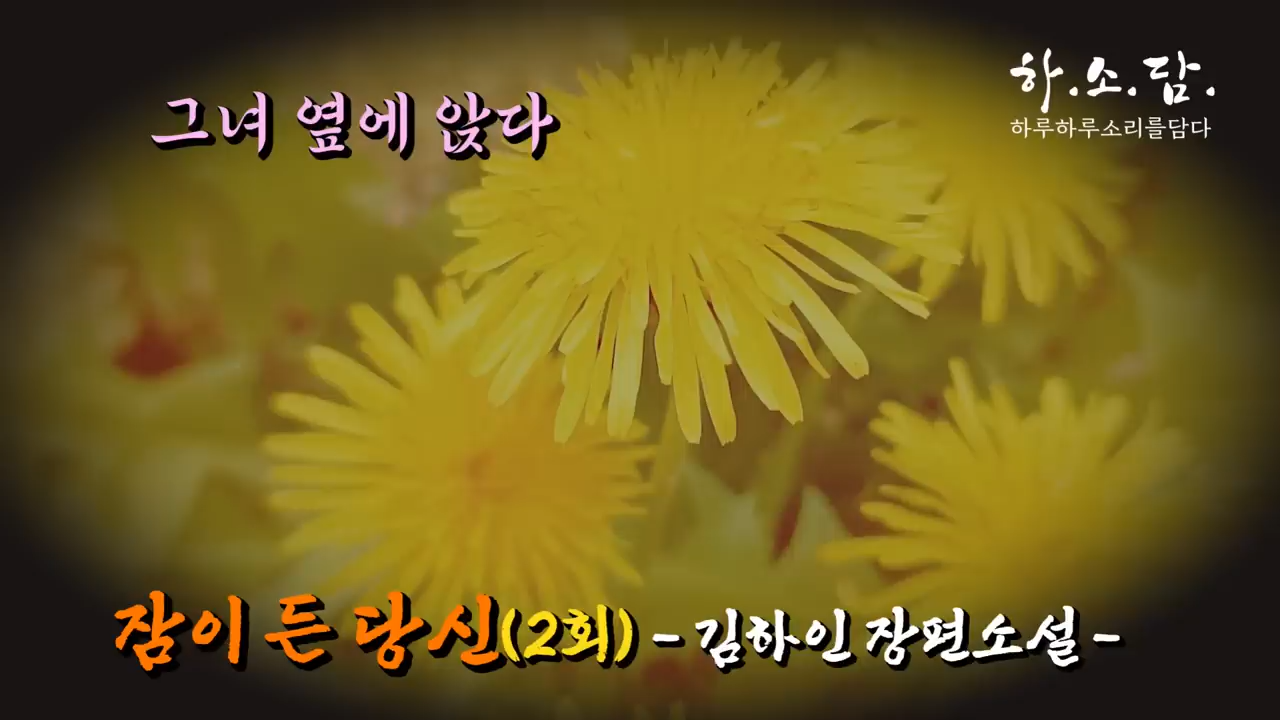 하.소.담.
하루하루소리를담다
그녀 옆에 앉다
잠이 든 당신(2회) - 김하인 장편소설 -